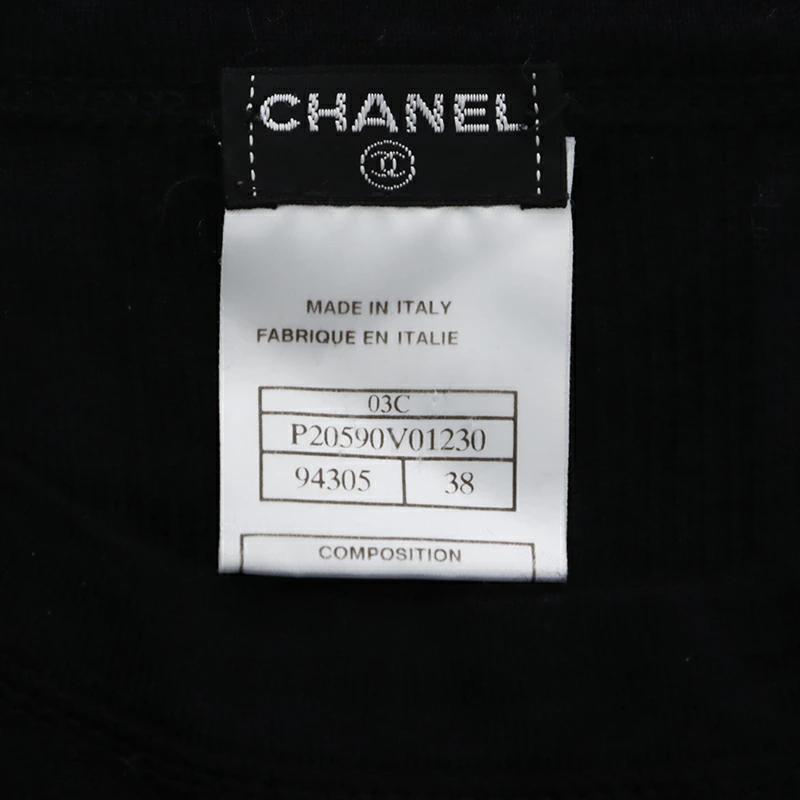 CHANEL
MADE IN ITALY
FABRIQUE EN ITALIE
03C
P20590V01230
94305 38
COMPOSITION